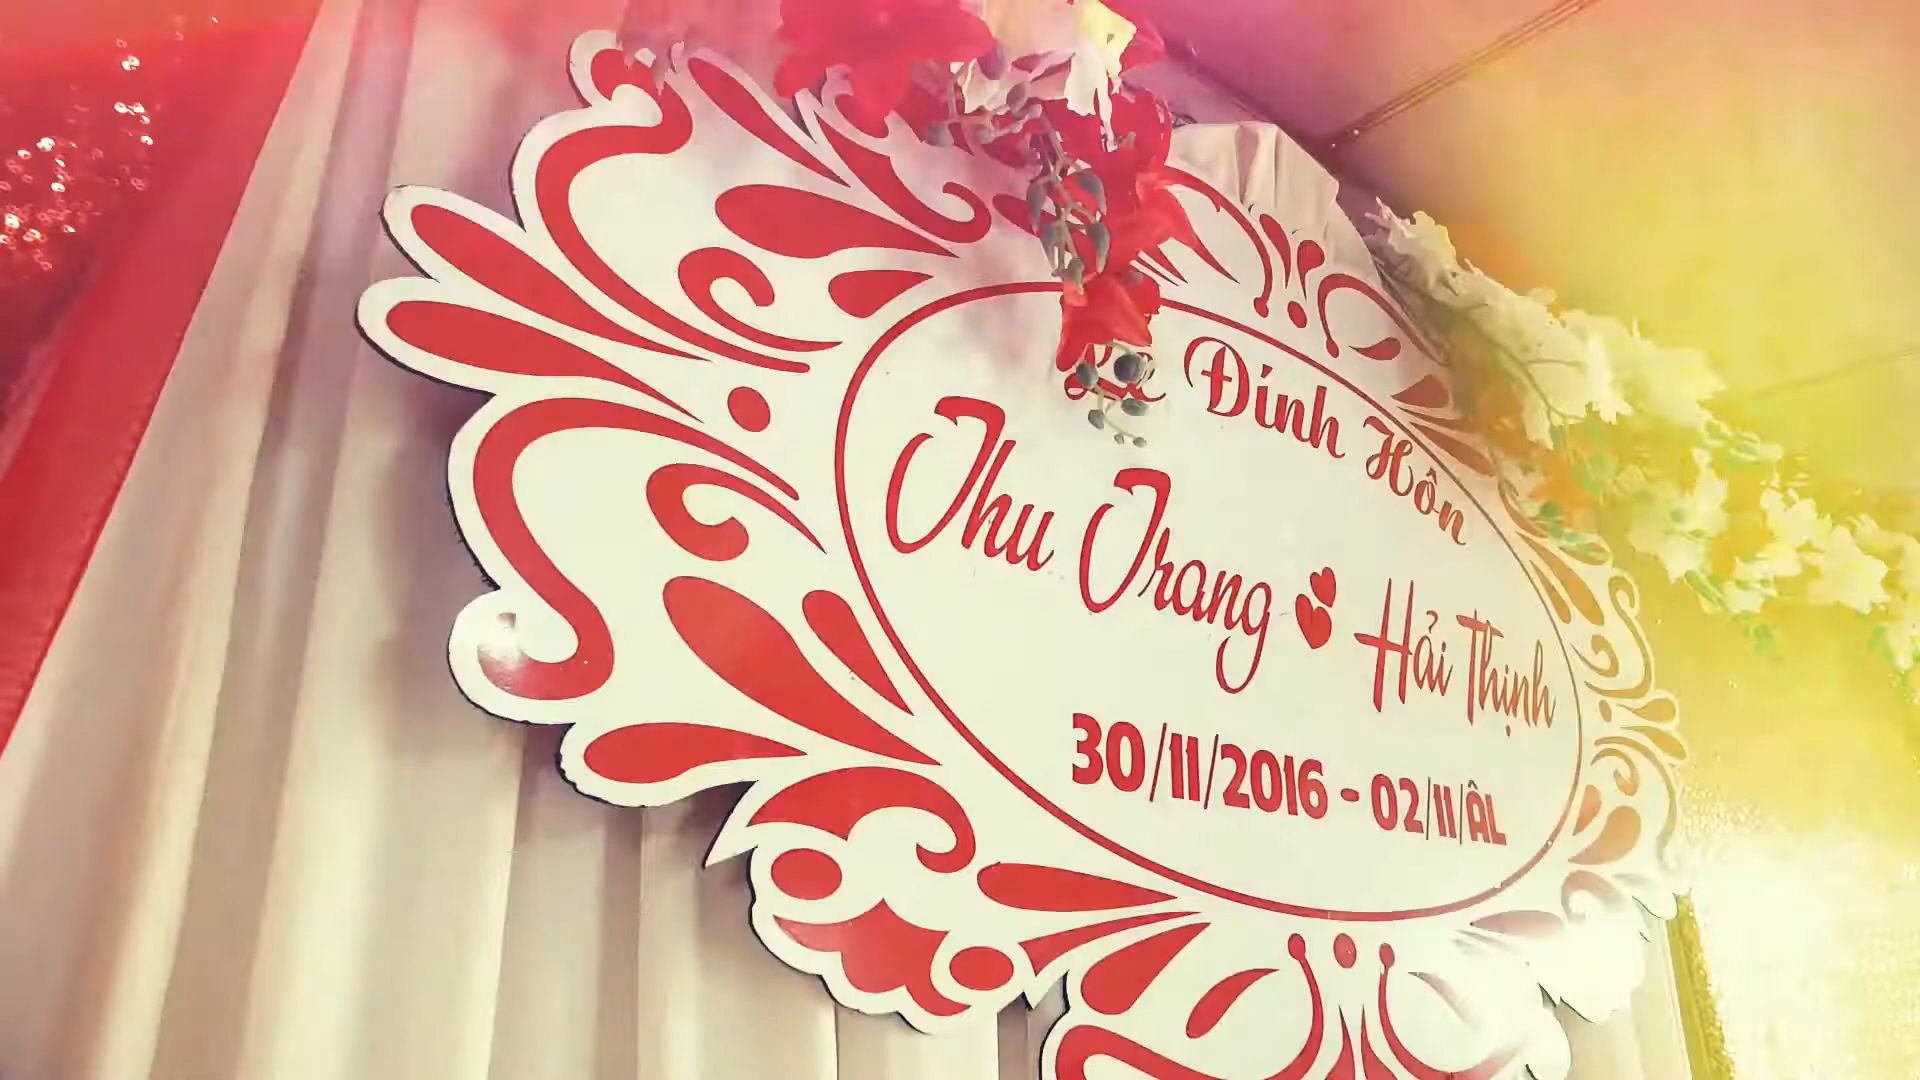 Lễ Đính Hôn
Thu Trang Hải Thịnh
30/11/2016 - 02/11/ÂL